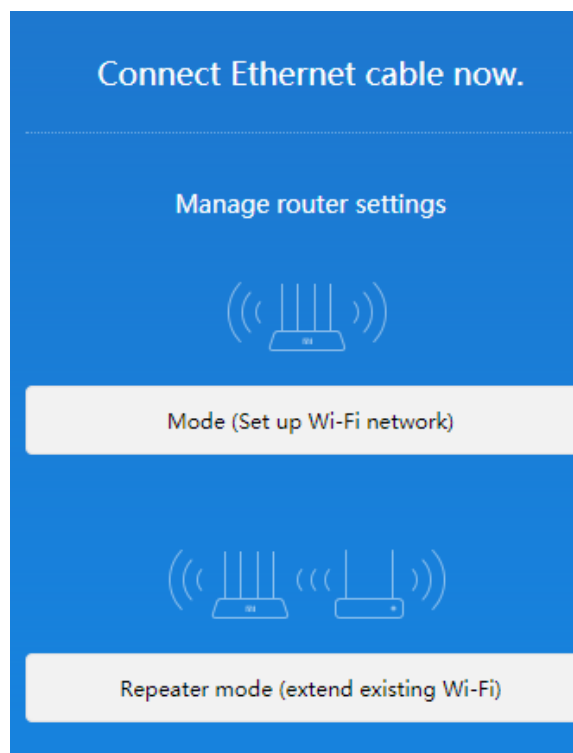 Connect Ethernet cable now.
Manage router settings
Mode (Set up Wi-Fi network)
Repeater mode (extend existing Wi-Fi)